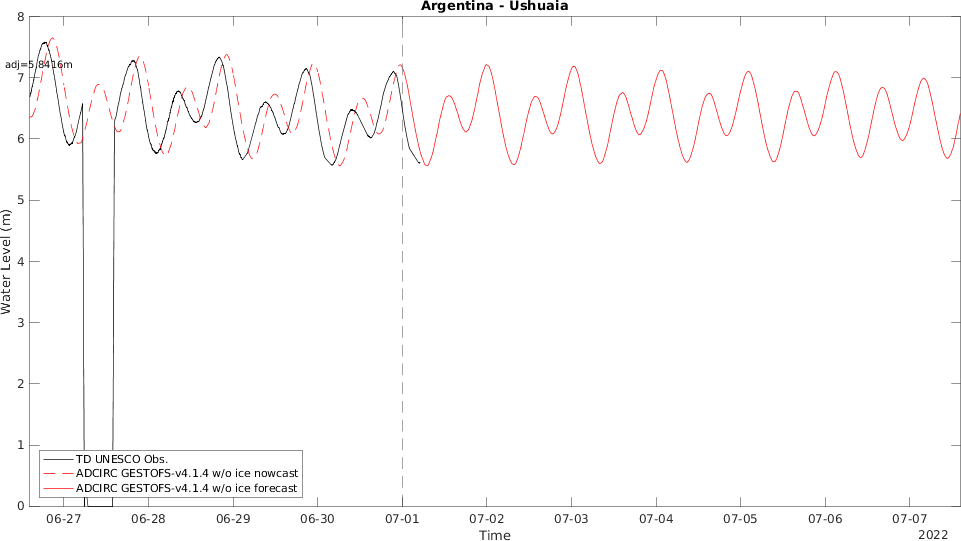 Argentina - Ushuaia
adj=5.8416m
8
7
6
5
4
3
2
1
0
Water Level (m)
TD UNESCO Obs.
ADCIRC GESTOFS-v4.1.4 w/o ice nowcast
ADCIRC GESTOFS-v4.1.4 w/o ice forecast
06-27 06-28 06-29 06-30 07-01 07-02 07-03 07-04 07-05 07-06 07-07
Time
2022